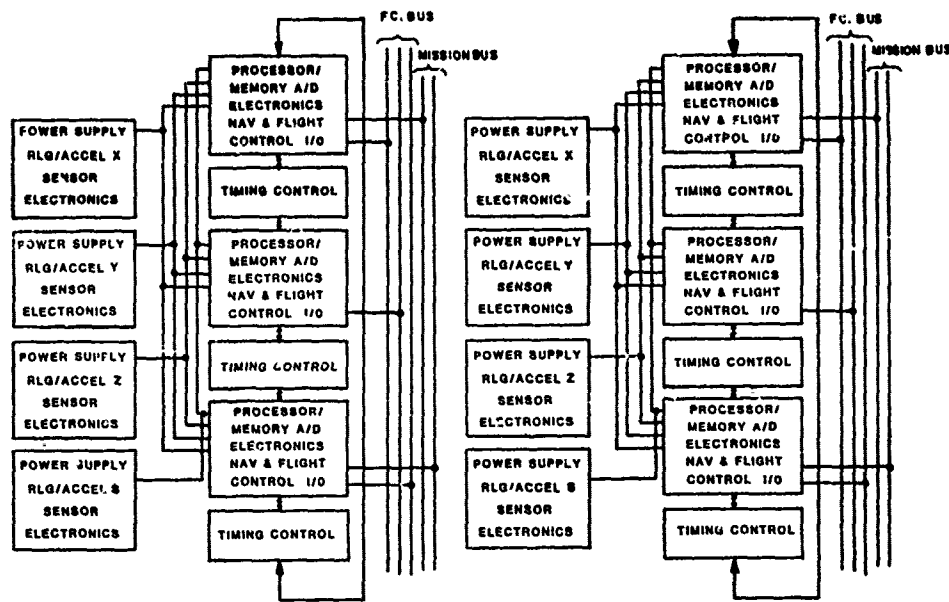 FC. BUS
MISSION BUS
PROCESSOR/
MEMORY A/D
ELECTRONICS
NAV & FLIGHT
CONTROL I/O
POWER SUPPLY
RLG/ACCEL X
SENSOR
ELECTRONICS
TIMING CONTROL
POWER SUPPLY
RLG/ACCEL Y
SENSOR
ELECTRONICS
PROCESSOR/
MEMORY A/D
ELECTRONICS
NAV & FLIGHT
CONTROL I/O
TIMING CONTROL
POWER SUPPLY
RLG/ACCEL Z
SENSOR
ELECTRONICS
PROCESSOR/
MEMORY A/D
ELECTRONICS
NAV & FLIGHT
CONTROL I/O
POWER SUPPLY
RLG/ACCEL S
SENSOR
ELECTRONICS
TIMING CONTROL
FC. BUS
MISSION BUS
PROCESSOR/
MEMORY A/D
ELECTRONICS
NAV & FLIGHT
CONTROL I/O
POWER SUPPLY
RLG/ACCEL X
SENSOR
ELECTRONICS
TIMING CONTROL
POWER SUPPLY
RLG/ACCEL Y
SENSOR
ELECTRONICS
PROCESSOR/
MEMORY A/D
ELECTRONICS
NAV & FLIGHT
CONTROL I/O
TIMING CONTROL
POWER SUPPLY
RLG/ACCEL Z
SENSOR
ELECTRONICS
PROCESSOR/
MEMORY A/D
ELECTRONICS
NAV & FLIGHT
CONTROL I/O
POWER SUPPLY
RLG/ACCEL S
SENSOR
ELECTRONICS
TIMING CONTROL